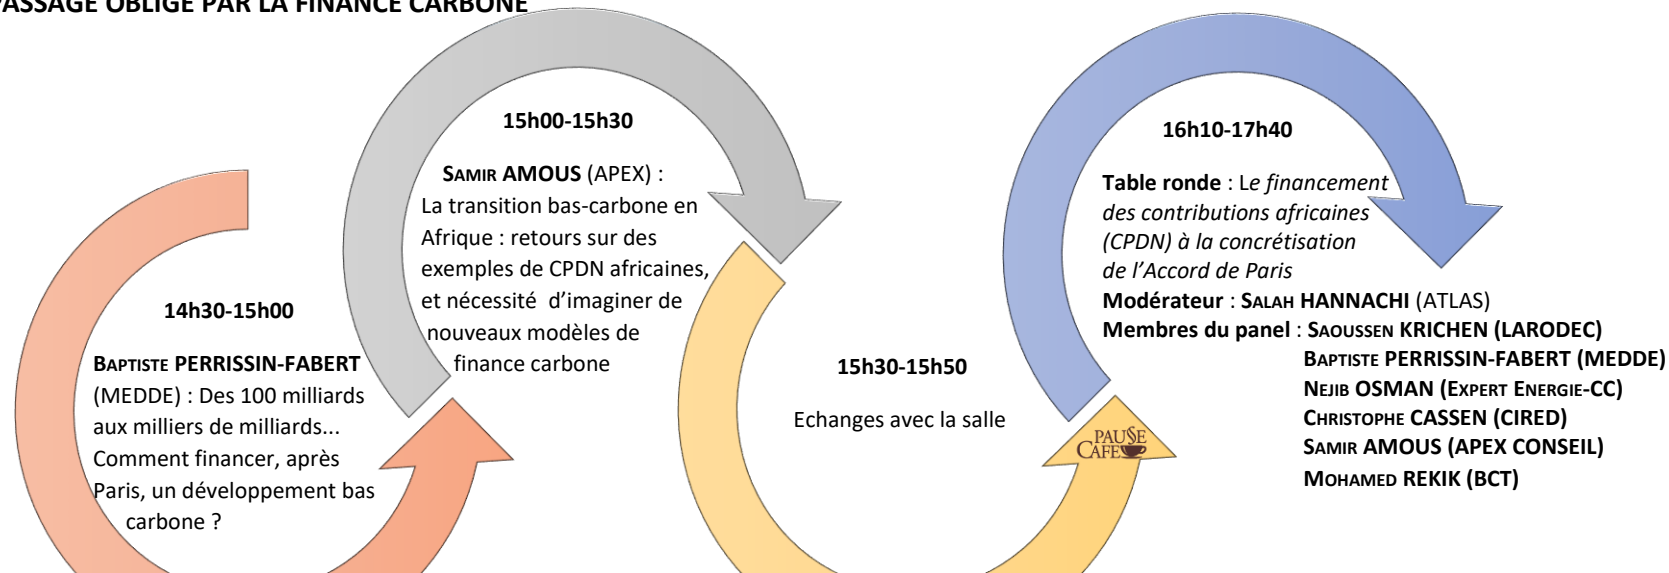 PASSAGE OBLIGÉ PAR LA FINANCE CARBONE
14h30-15h00
BAPTISTE PERRISSIN-FABERT
(MEDDE) : Des 100 milliards
aux milliers de milliards...
Comment financer, après
Paris, un développement bas
carbone ?
15h00-15h30
SAMIR AMOUS (APEX) :
La transition bas-carbone en
Afrique : retours sur des
exemples de CPDN africaines,
et nécessité d’imaginer de
nouveaux modèles de
finance carbone
15h30-15h50
Echanges avec la salle
PAUSE
CAFE
16h10-17h40
Table ronde : Le financement
des contributions africaines
(CPDN) à la concrétisation
de l’Accord de Paris
Modérateur : SALAH HANNACHI (ATLAS)
Membres du panel : SAOUSSEN KRICHEN (LARODEC)
BAPTISTE PERRISSIN-FABERT (MEDDE)
NEJIB OSMAN (EXPERT ENERGIE-CC)
CHRISTOPHE CASSEN (CIRED)
SAMIR AMOUS (APEX CONSEIL)
MOHAMED REKIK (BCT)